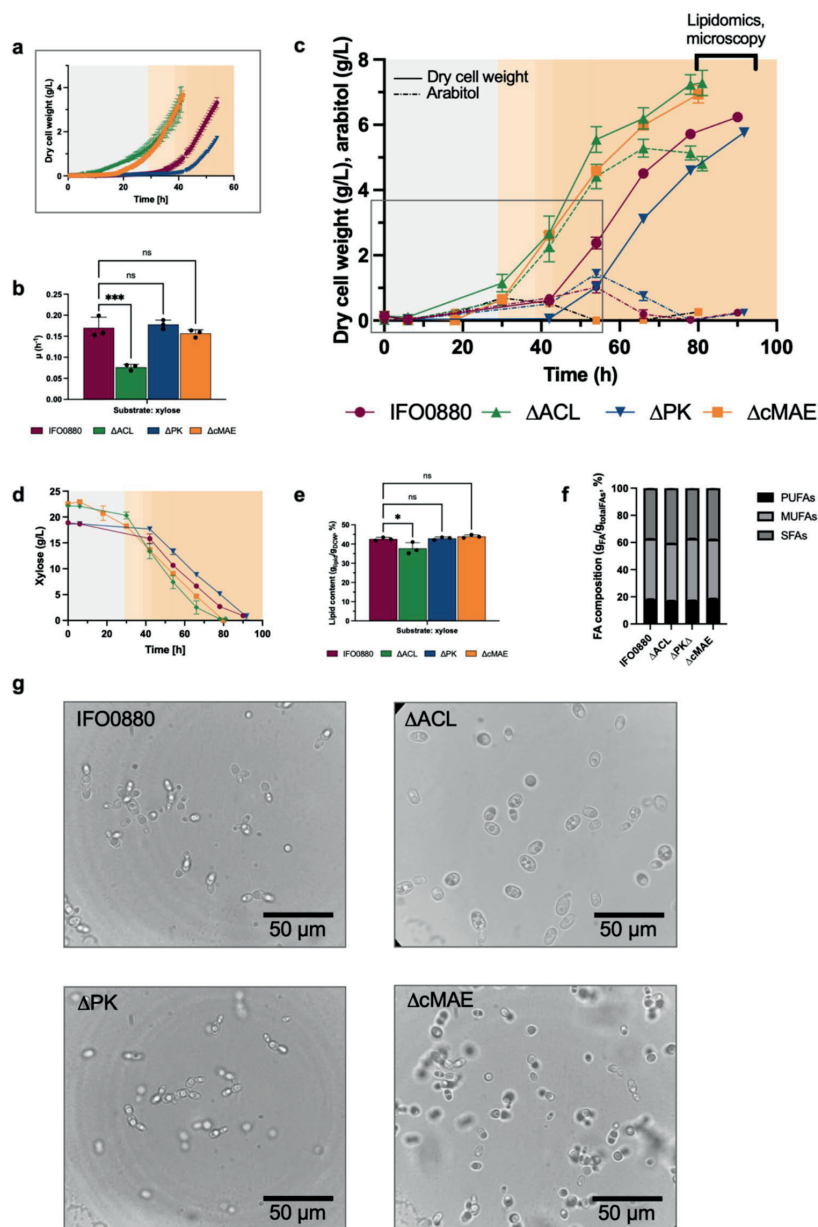 a
Dry cell weight (g/L)
4
2
0
0 20 40 60
Time [h]
b
ns
ns
***
μ (h⁻¹)
0.25
0.20
0.15
0.10
0.05
0.00
Substrate: xylose
IFO0880 ΔACL ΔPK ΔcMAE
c
Lipidomics,
microscopy
Dry cell weight
Arabitol
Dry cell weight (g/L), arabitol (g/L)
8
6
4
2
0
0 20 40 60 80 100
Time (h)
IFO0880 ΔACL ΔPK ΔcMAE
d
Xylose (g/L)
25
20
15
10
5
0
0 20 40 60 80 100
Time [h]
e
ns
ns
*
Lipid content (g_lipid/g_DCW, %)
50
40
30
20
10
0
Substrate: xylose
IFO0880 ΔACL ΔPK ΔcMAE
f
FA composition (g_FA/g_totalFAs, %)
100
80
60
40
20
0
IFO0880
ΔACL
ΔPKΔ
ΔcMAE
PUFAs
MUFAs
SFAs
g
IFO0880
50 μm
ΔACL
50 μm
ΔPK
50 μm
ΔcMAE
50 μm